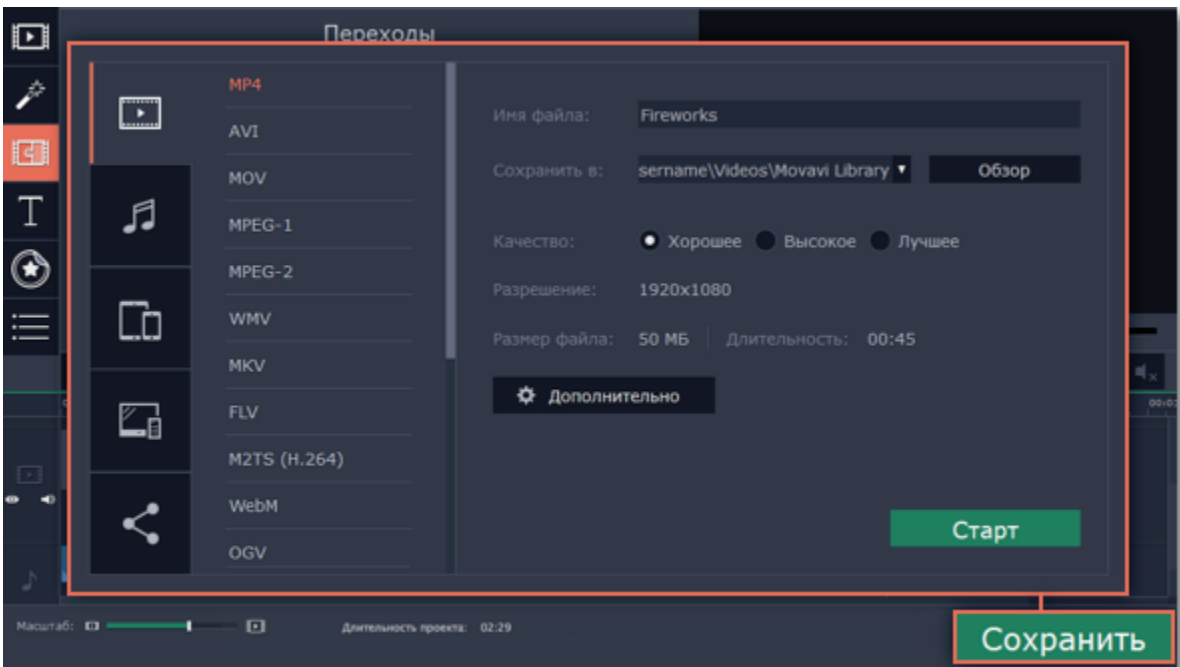 Переходы
MP4
AVI
MOV
MPEG-1
MPEG-2
WMV
MKV
FLV
M2TS (H.264)
WebM
OGV
Имя файла: Fireworks
Сохранить в: sername\Videos\Movavi Library Обзор
Качество: Хорошее Высокое Лучшее
Разрешение: 1920x1080
Размер файла: 50 МБ Длительность: 00:45
Дополнительно
Старт
Масштаб: Длительность проекта: 02:29
Сохранить